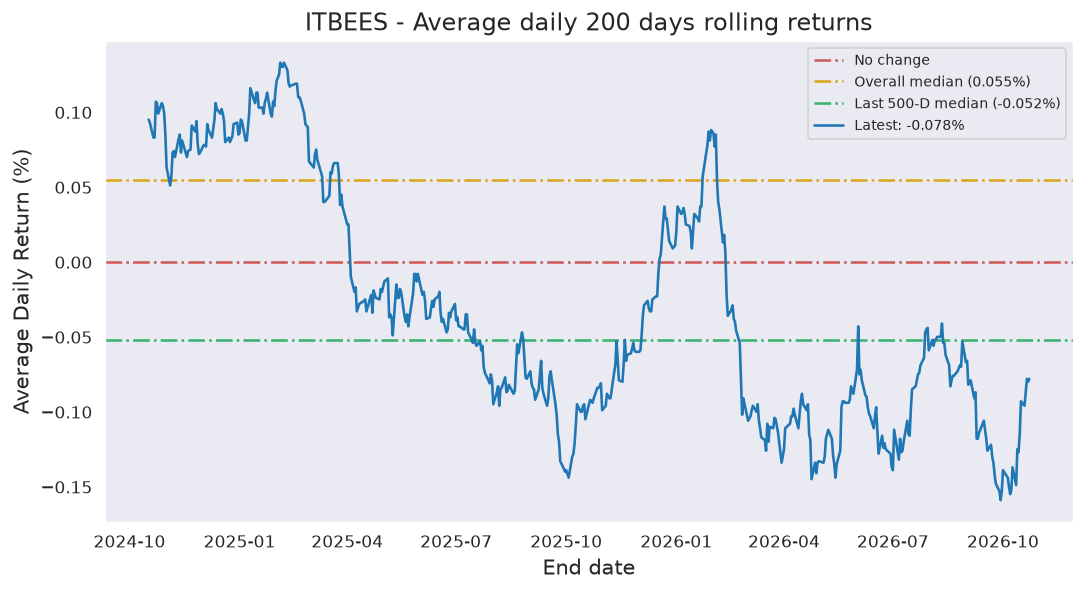 ITBEES - Average daily 200 days rolling returns
No change
Overall median (0.055%)
Last 500-D median (-0.052%)
Latest: -0.078%
Average Daily Return (%)
0.10
0.05
0.00
−0.05
−0.10
−0.15
2024-10 2025-01 2025-04 2025-07 2025-10 2026-01 2026-04 2026-07 2026-10
End date